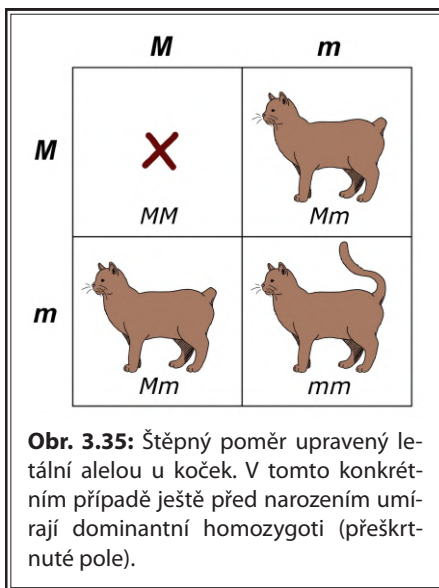 M m
M
MM Mm
m
Mm mm
Obr. 3.35: Štěpný poměr upravený le-
tální alelou u koček. V tomto konkrét-
ním případě ještě před narozením umí-
rají dominantní homozygoti (přeškrt-
nuté pole).